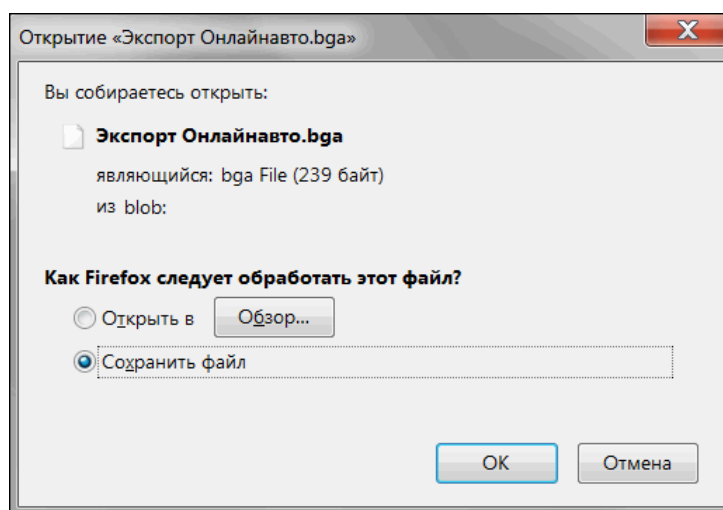 Открытие «Экспорт Онлайнавто.bga»
X
Вы собираетесь открыть:
Экспорт Онлайнавто.bga
являющийся: bga File (239 байт)
из blob:
Как Firefox следует обработать этот файл?
Открыть в Обзор...
Сохранить файл
ОК Отмена